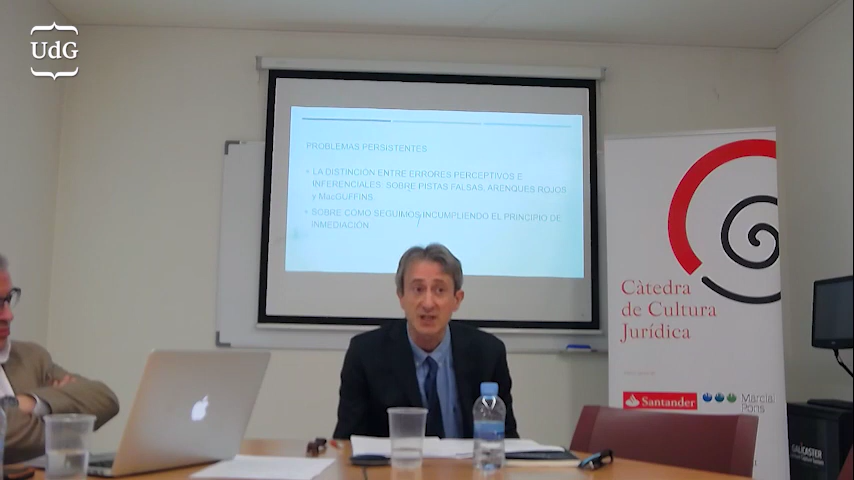 UdG
PROBLEMAS PERSISTENTES
LA DISTINCIÓN ENTRE ERRORES PERCEPTIVOS E
INFERENCIALES: SOBRE PISTAS FALSAS, ARENQUES ROJOS
y MacGUFFINS
SOBRE COMO SEGUIMOS INCUMPLIENDO EL PRINCIPIO DE
INMEDIACIÓN
Càtedra
de Cultura
Jurídica
Santander
Marcial
Pons
GALICASTER